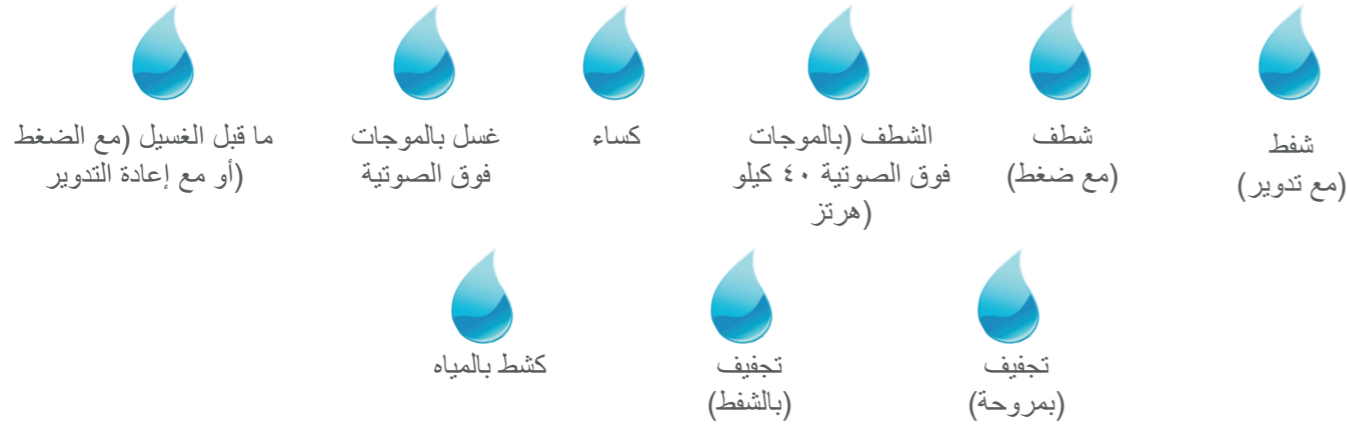 شفط
(مع تدوير)
شطف
(مع ضغط)
الشطف (بالموجات
فوق الصوتية ٤٠ كيلو
(هرتز
كساء
غسل بالموجات
فوق الصوتية
ما قبل الغسيل (مع الضغط
(أو مع إعادة التدوير
تجفيف
(بمروحة)
تجفيف
(بالشفط)
كشط بالمياه